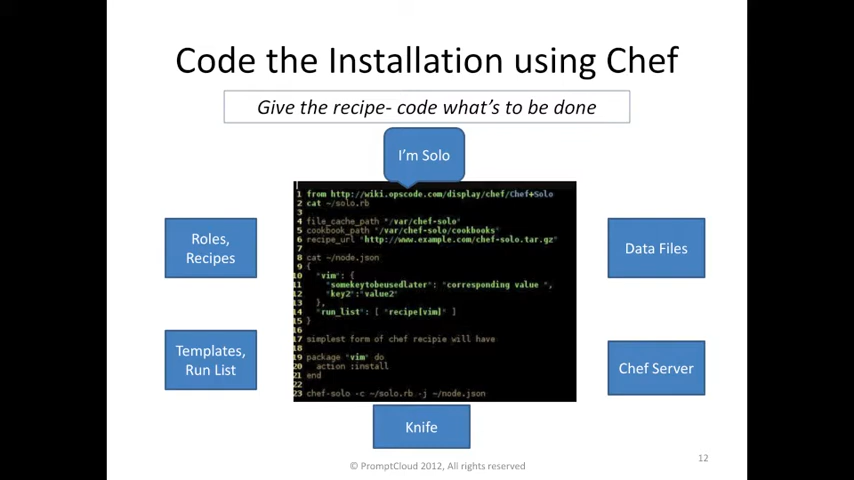 Code the Installation using Chef
Give the recipe- code what's to be done
I'm Solo
Roles,
Recipes
Templates,
Run List
1 from http://wiki.opscode.com/display/chef/Chef+Solo
2 cat ~/solo.rb
3
4 file_cache_path "/var/chef-solo"
5 cookbook_path "/var/chef-solo/cookbooks"
6 recipe_url "http://www.example.com/chef-solo.tar.gz"
7
8 cat ~/node.json
9 {
10 "vim": {
11 "somekeytobeusedlater": "corresponding value ",
12 "key2":"value2"
13 },
14 "run_list": [ "recipe[vim]" ]
15 }
16
17 simplest form of chef recipie will have
18
19 package "vim" do
20 action :install
21 end
22
23 chef-solo -c ~/solo.rb -j ~/node.json
Data Files
Chef Server
Knife
© PromptCloud 2012, All rights reserved
12